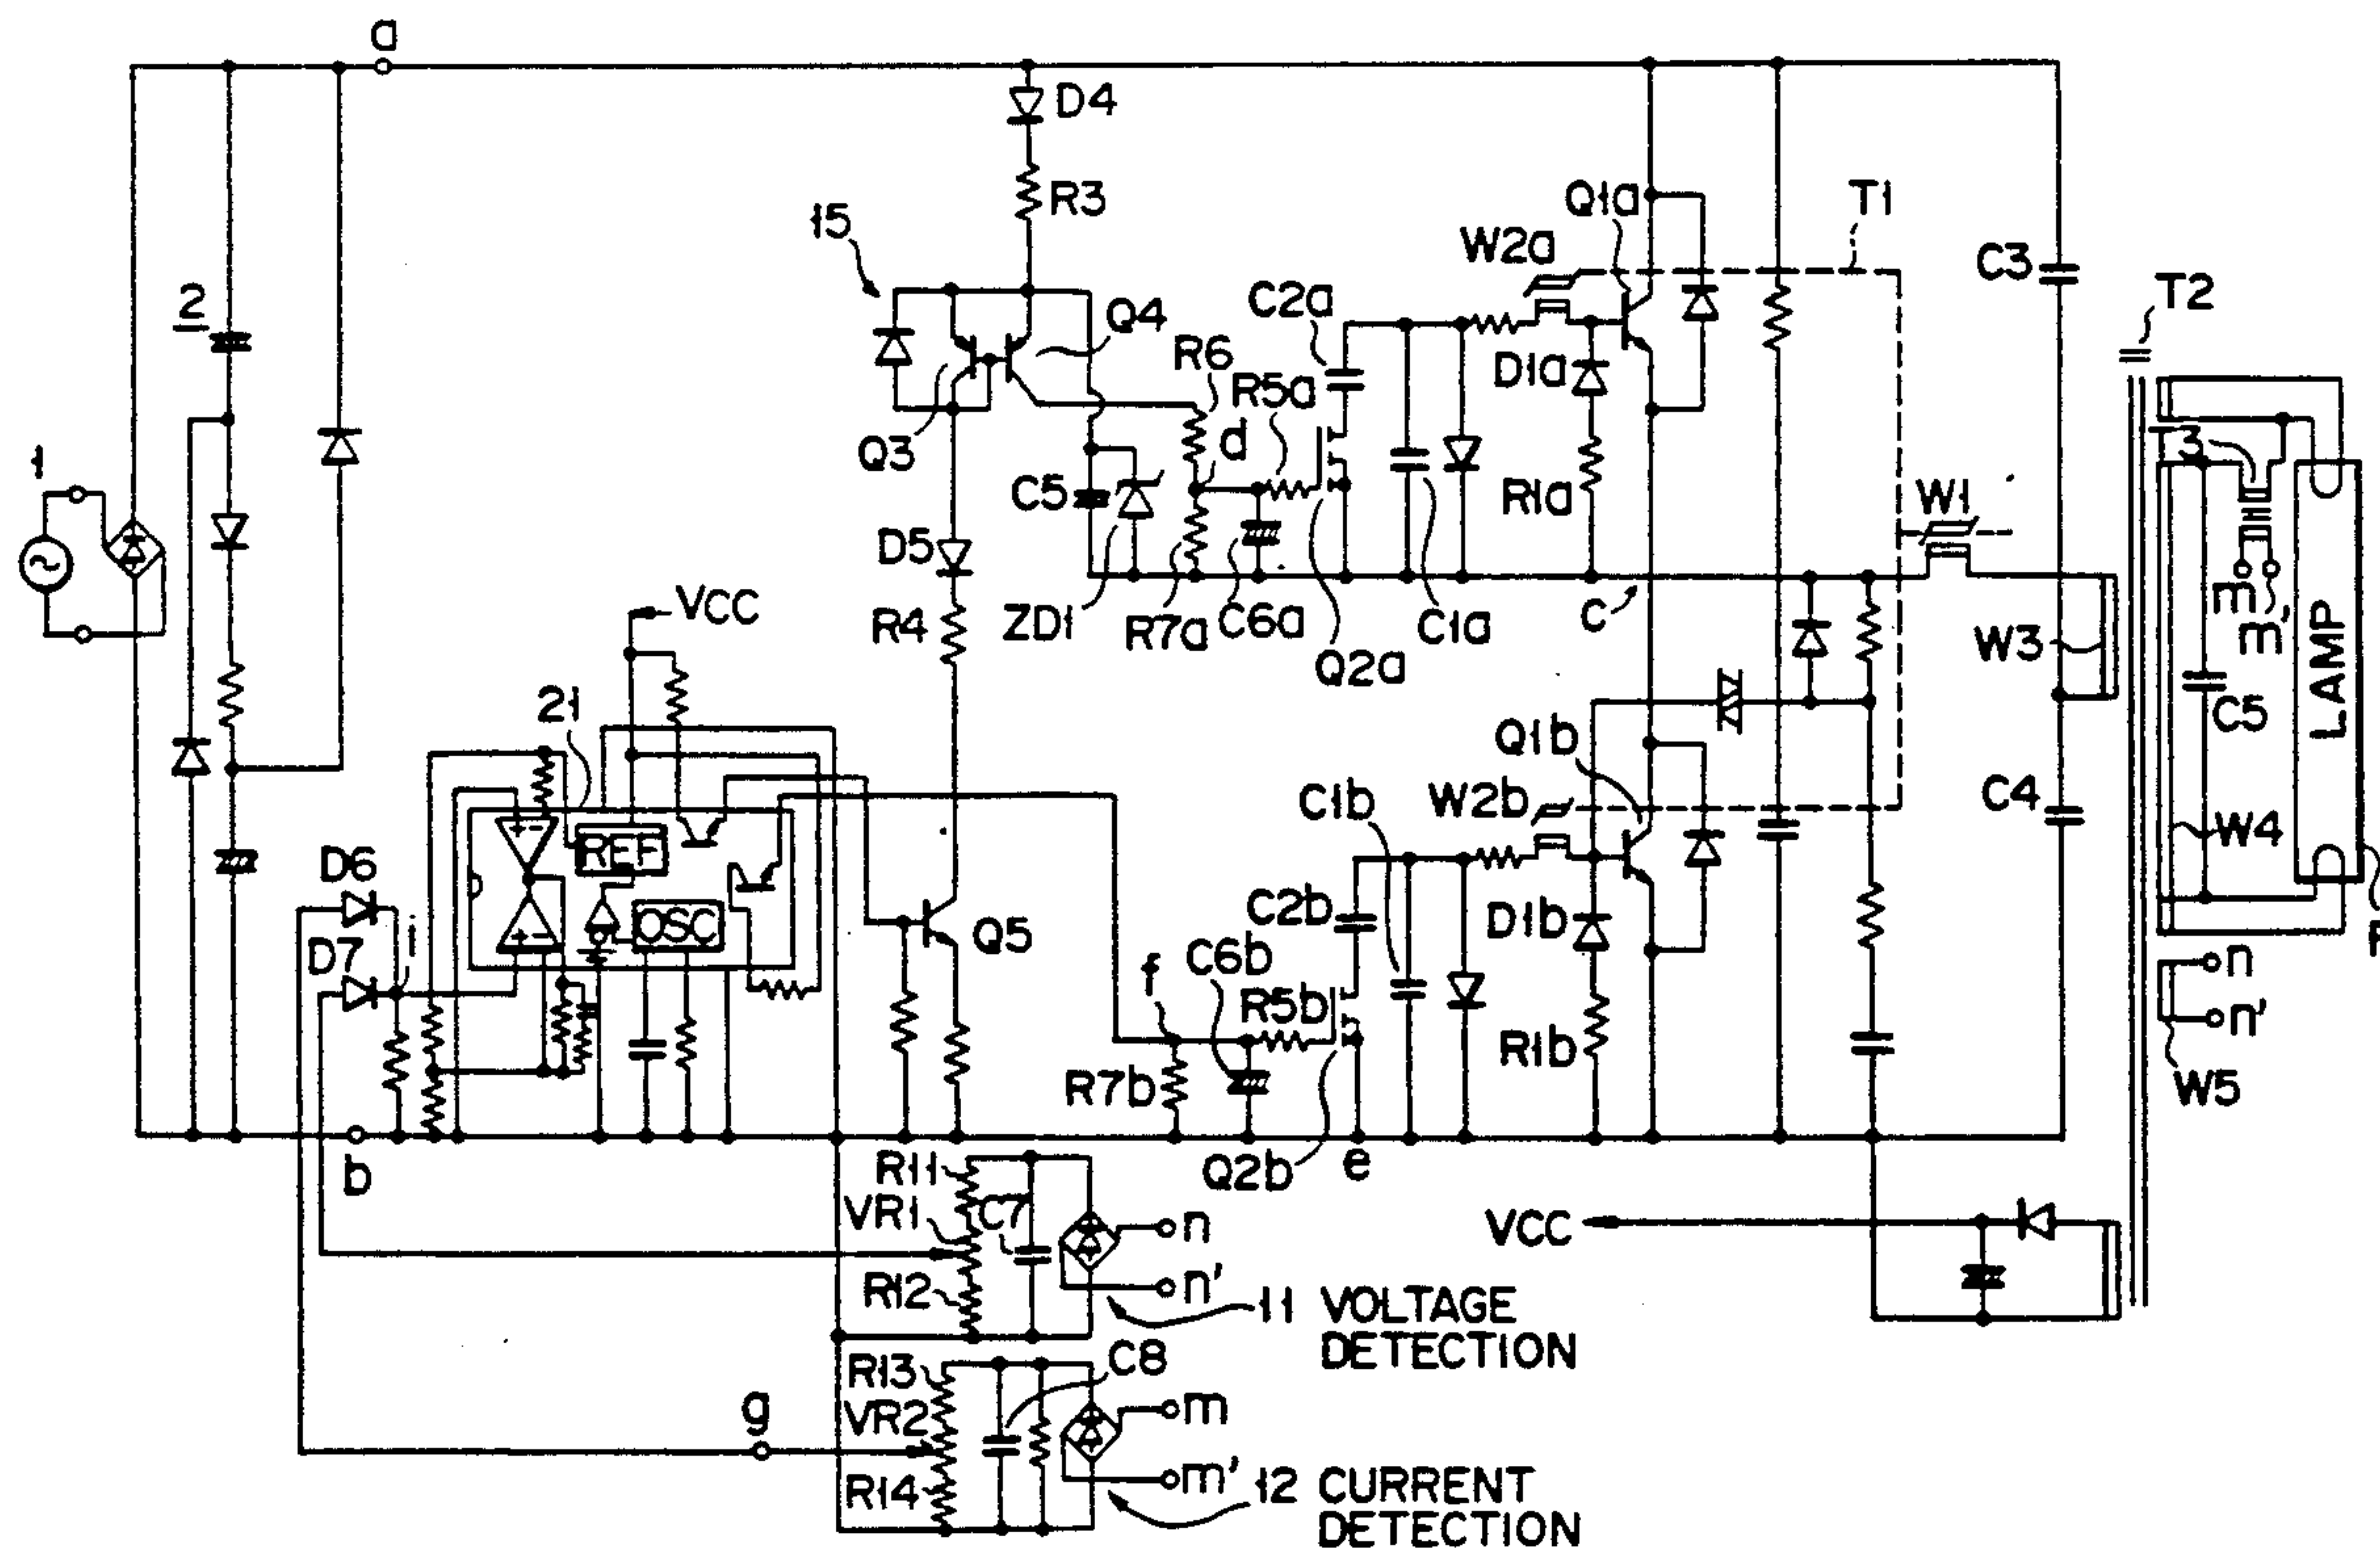 a
D4
R3
15
Q1a
T1
W2a
C3
2
C2a
T2
Q4
R6
R5a
D1a
T3
Q3
d
1
C5
R1a
W1
D5
m
m'
VCC
R4
ZD1
R7a
C6a
C1a
c
W3
LAMP
Q2a
21
C5
Q1b
C1b
W2b
C4
W4
REF
D6
OSC
C2b
D1b
Q5
D7
i
f
C6b
R5b
n
R1b
n'
R7b
W5
b
R11
Q2b
e
VR1
C7
n
VCC
R12
n'
11 VOLTAGE
DETECTION
R13
C8
g
VR2
m
R14
m'
12 CURRENT
DETECTION